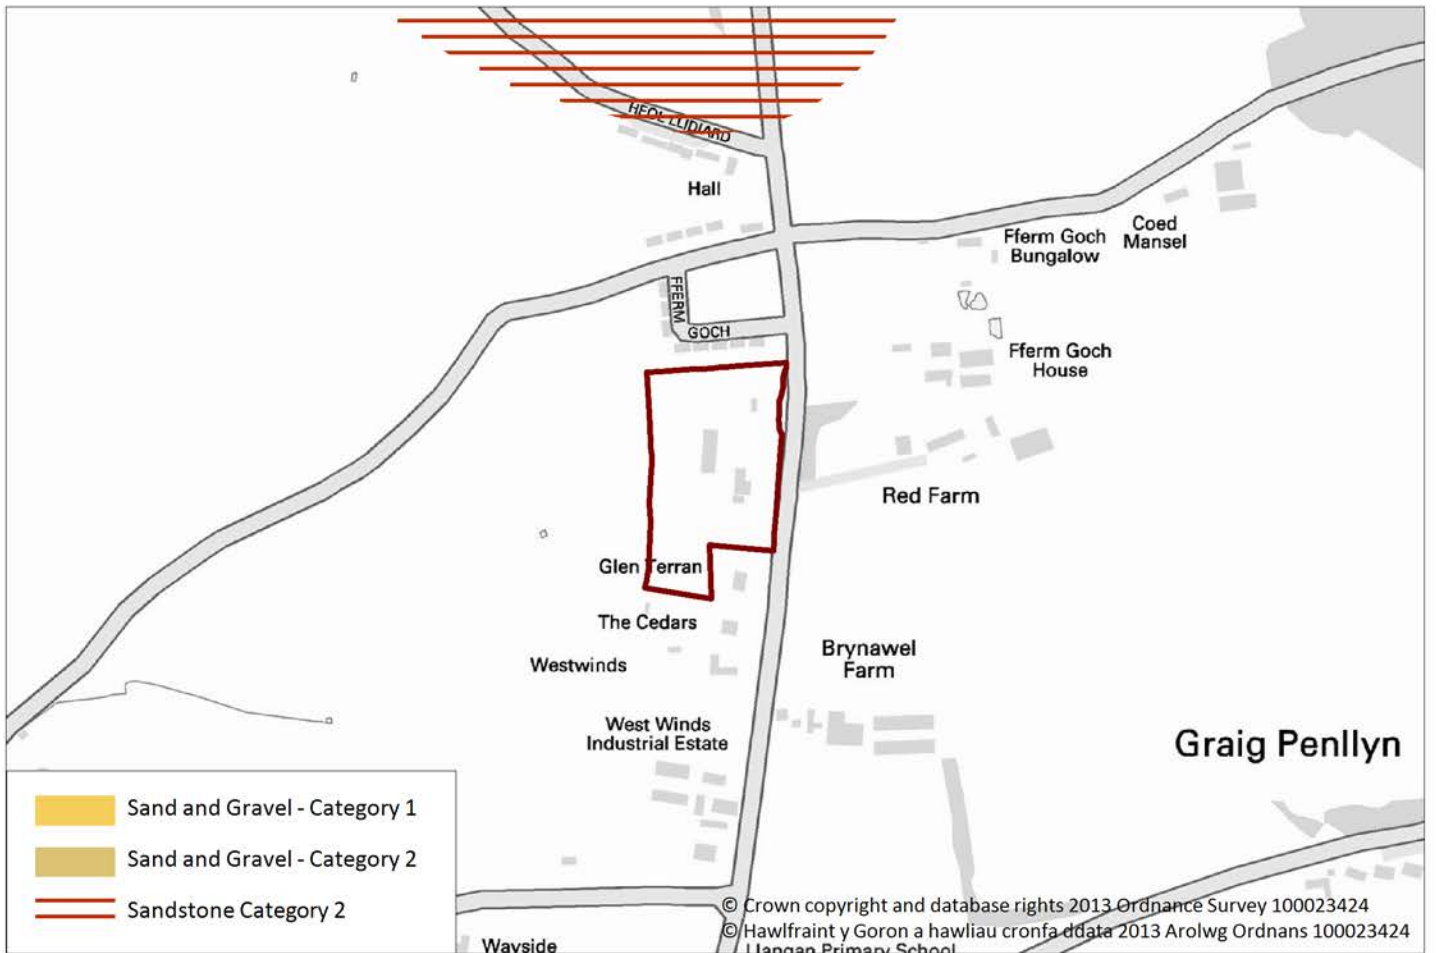 HEOL LLIDIARD
Hall
Fferm Goch
Bungalow
Coed
Mansel
FFERM
GOCH
Fferm Goch
House
Red Farm
Glen Terran
The Cedars
Westwinds
Brynawel
Farm
West Winds
Industrial Estate
Graig Penllyn
Sand and Gravel - Category 1
Sand and Gravel - Category 2
Sandstone Category 2
© Crown copyright and database rights 2013 Ordnance Survey 100023424
© Hawlfraint y Goron a hawliau cronfa ddata 2013 Arolwg Ordnans 100023424
Wayside
Llangan Primary School